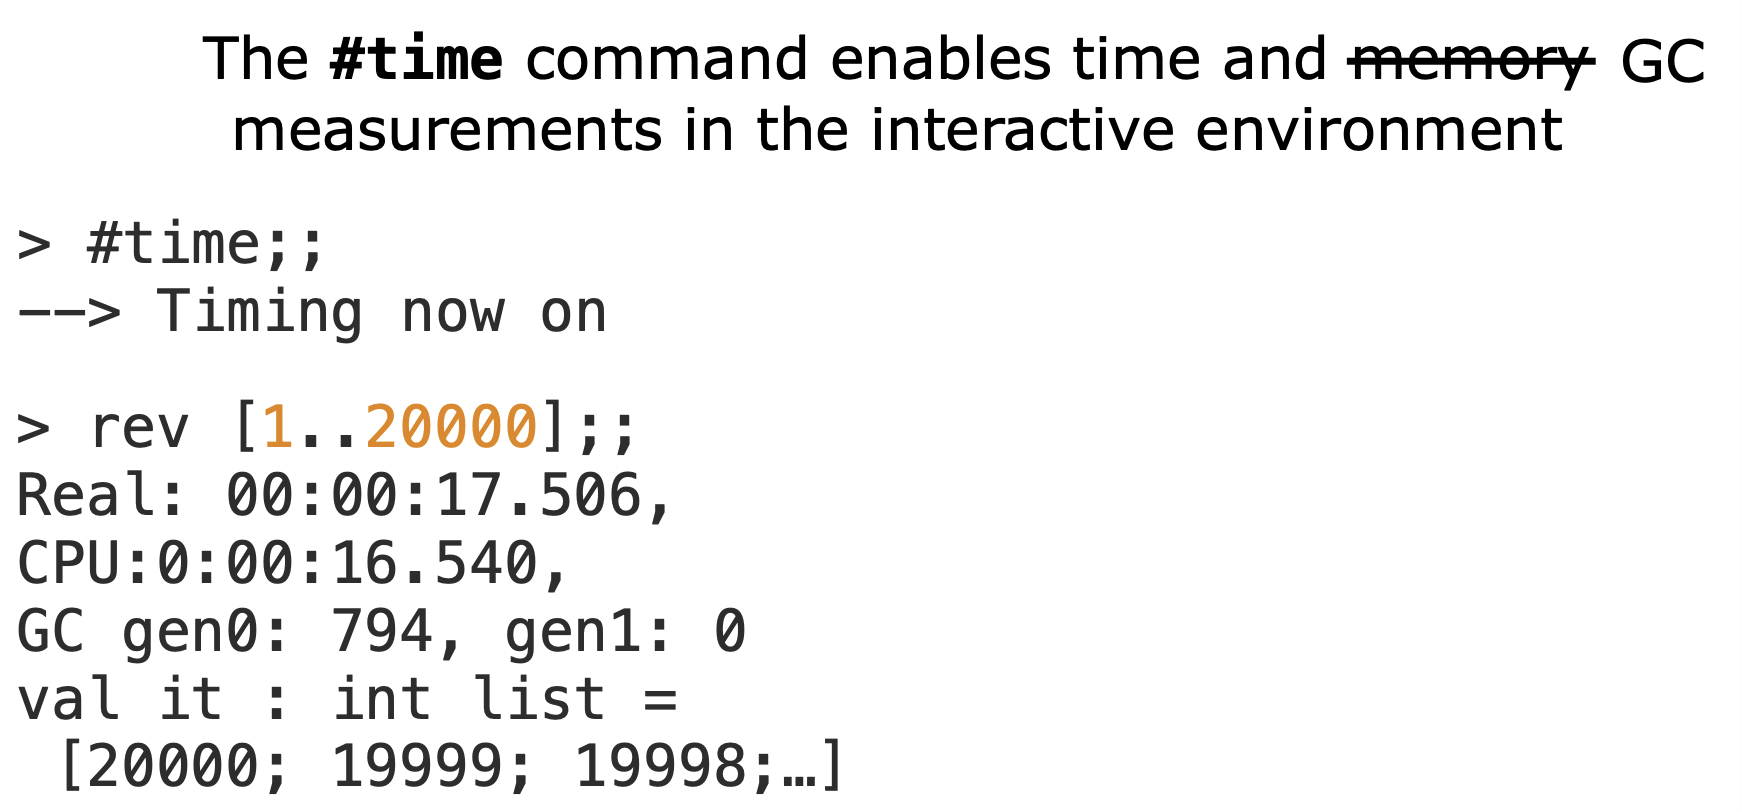 The #time command enables time and memory GC
measurements in the interactive environment
> #time;;
--> Timing now on
> rev [1..20000];;
Real: 00:00:17.506,
CPU:0:00:16.540,
GC gen0: 794, gen1: 0
val it : int list =
[20000; 19999; 19998;…]